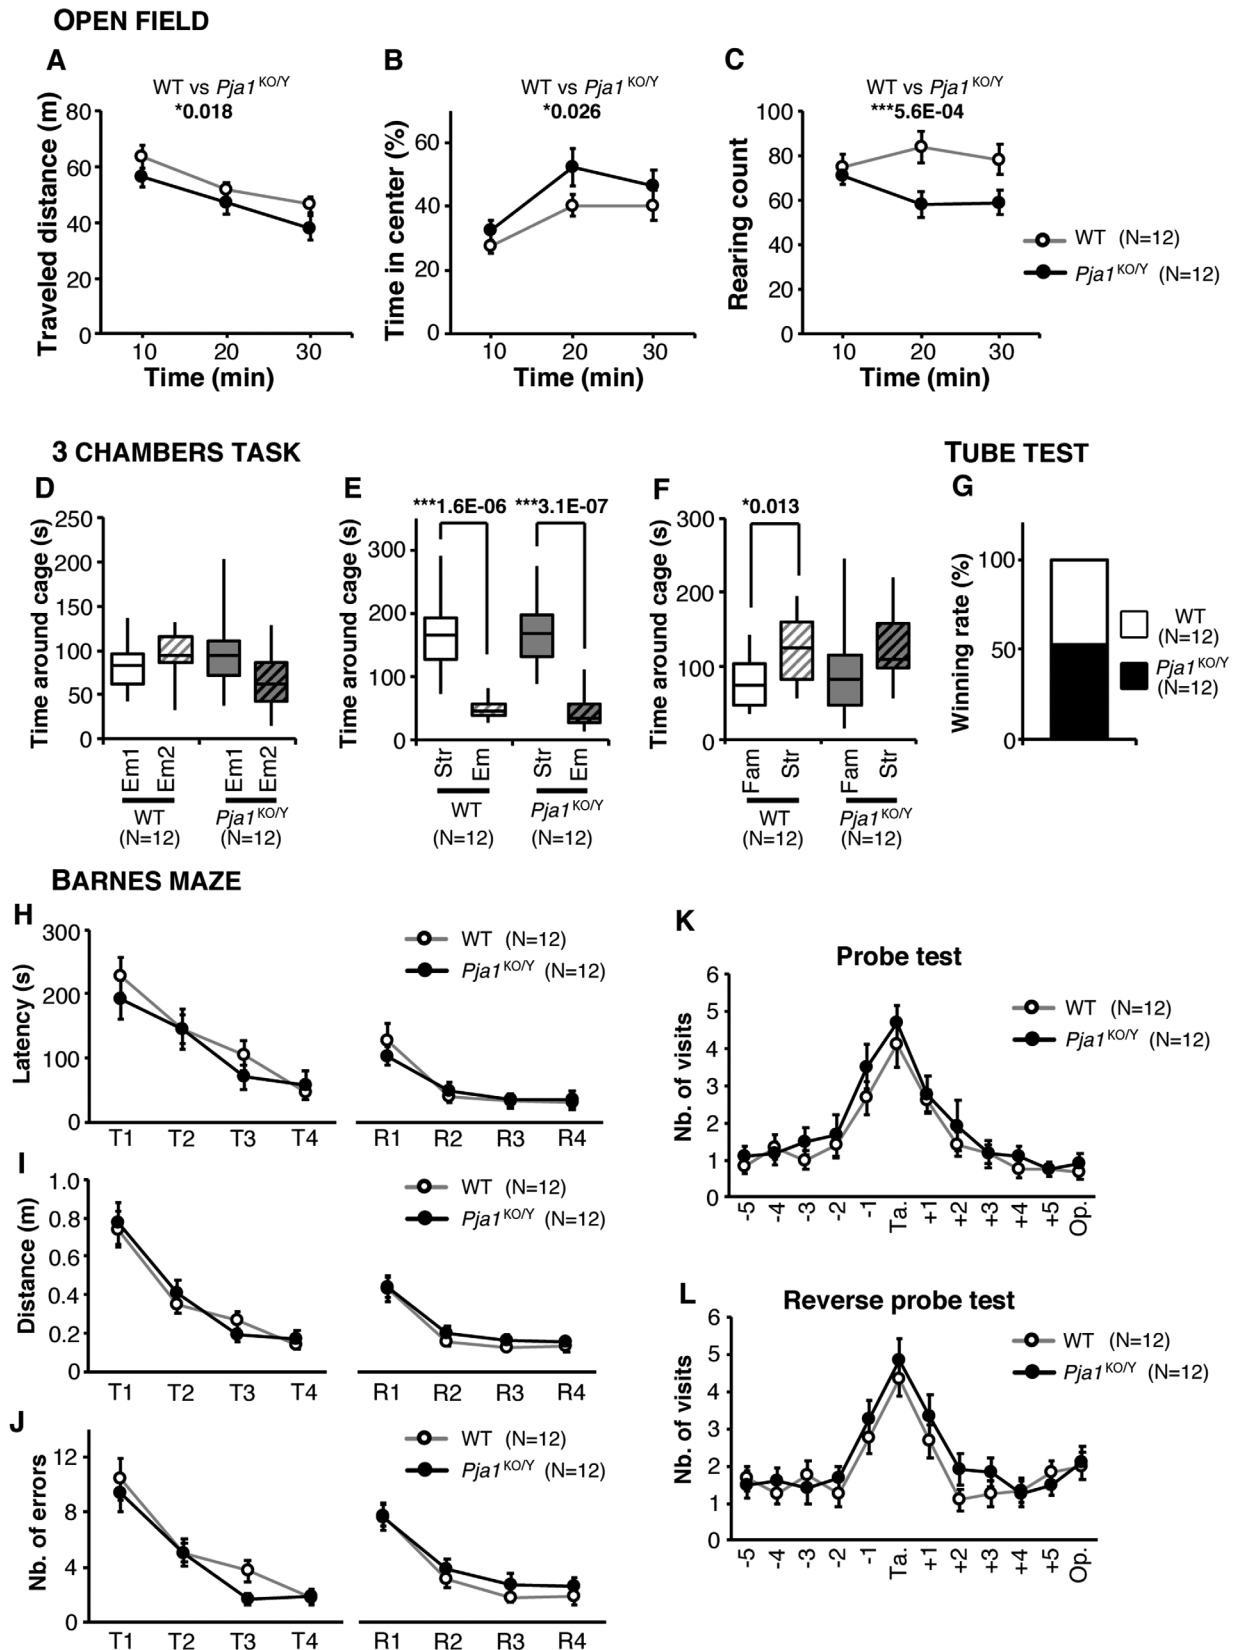 OPEN FIELD
A
WT vs Pja1 KO/Y
*0.018
Traveled distance (m)
80
60
40
20
0
10 20 30
Time (min)
B
WT vs Pja1 KO/Y
*0.026
Time in center (%)
60
40
20
0
10 20 30
Time (min)
C
WT vs Pja1 KO/Y
***5.6E-04
Rearing count
100
80
60
40
20
0
10 20 30
Time (min)
WT (N=12)
Pja1 KO/Y (N=12)
3 CHAMBERS TASK
D
Time around cage (s)
250
200
150
100
50
0
Em1 Em2 Em1 Em2
WT Pja1 KO/Y
(N=12) (N=12)
E
***1.6E-06 ***3.1E-07
Time around cage (s)
300
200
100
0
Str Em Str Em
WT Pja1 KO/Y
(N=12) (N=12)
F
*0.013
Time around cage (s)
300
200
100
0
Fam Str Fam Str
WT Pja1 KO/Y
(N=12) (N=12)
TUBE TEST
G
Winning rate (%)
100
50
0
WT
(N=12)
Pja1 KO/Y
(N=12)
BARNES MAZE
H
Latency (s)
300
200
100
0
T1 T2 T3 T4 R1 R2 R3 R4
WT (N=12)
Pja1 KO/Y (N=12)
I
Distance (m)
1.0
0.8
0.6
0.4
0.2
0
T1 T2 T3 T4 R1 R2 R3 R4
WT (N=12)
Pja1 KO/Y (N=12)
J
Nb. of errors
12
8
4
0
T1 T2 T3 T4 R1 R2 R3 R4
WT (N=12)
Pja1 KO/Y (N=12)
K
Probe test
Nb. of visits
6
5
4
3
2
1
0
-5 -4 -3 -2 -1 Ta. +1 +2 +3 +4 +5 Op.
WT (N=12)
Pja1 KO/Y (N=12)
L
Reverse probe test
Nb. of visits
6
5
4
3
2
1
0
-5 -4 -3 -2 -1 Ta. +1 +2 +3 +4 +5 Op.
WT (N=12)
Pja1 KO/Y (N=12)